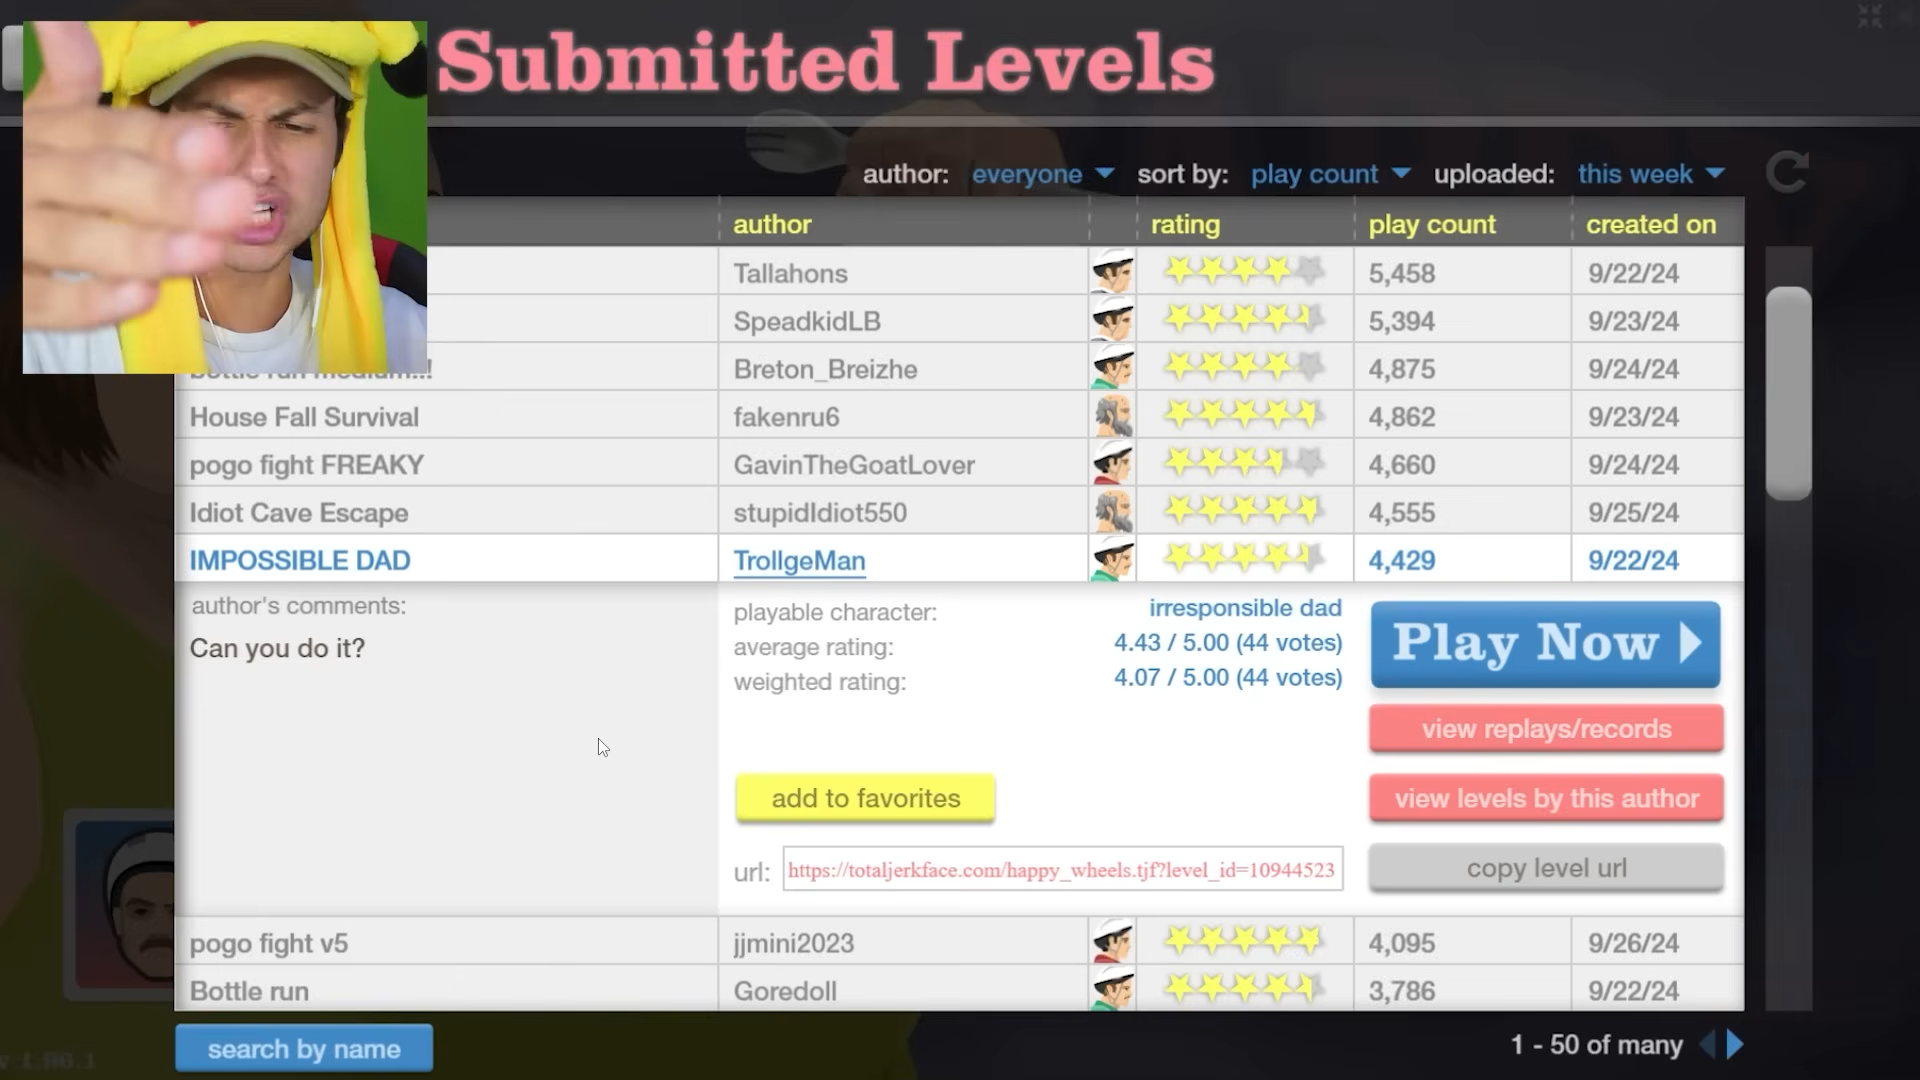 Submitted Levels
author: everyone sort by: play count uploaded: this week
author rating play count created on
Tallahons 5,458 9/22/24
SpeadkidLB 5,394 9/23/24
Breton_Breizhe 4,875 9/24/24
House Fall Survival fakenru6 4,862 9/23/24
pogo fight FREAKY GavinTheGoatLover 4,660 9/24/24
Idiot Cave Escape stupidIdiot550 4,555 9/25/24
IMPOSSIBLE DAD TrollgeMan 4,429 9/22/24
author's comments:
Can you do it?
playable character: irresponsible dad
average rating: 4.43 / 5.00 (44 votes)
weighted rating: 4.07 / 5.00 (44 votes)
Play Now
view replays/records
add to favorites
view levels by this author
url: https://totaljerkface.com/happy_wheels.tjf?level_id=10944523
copy level url
pogo fight v5 jjmini2023 4,095 9/26/24
Bottle run Goredoll 3,786 9/22/24
search by name
1 - 50 of many